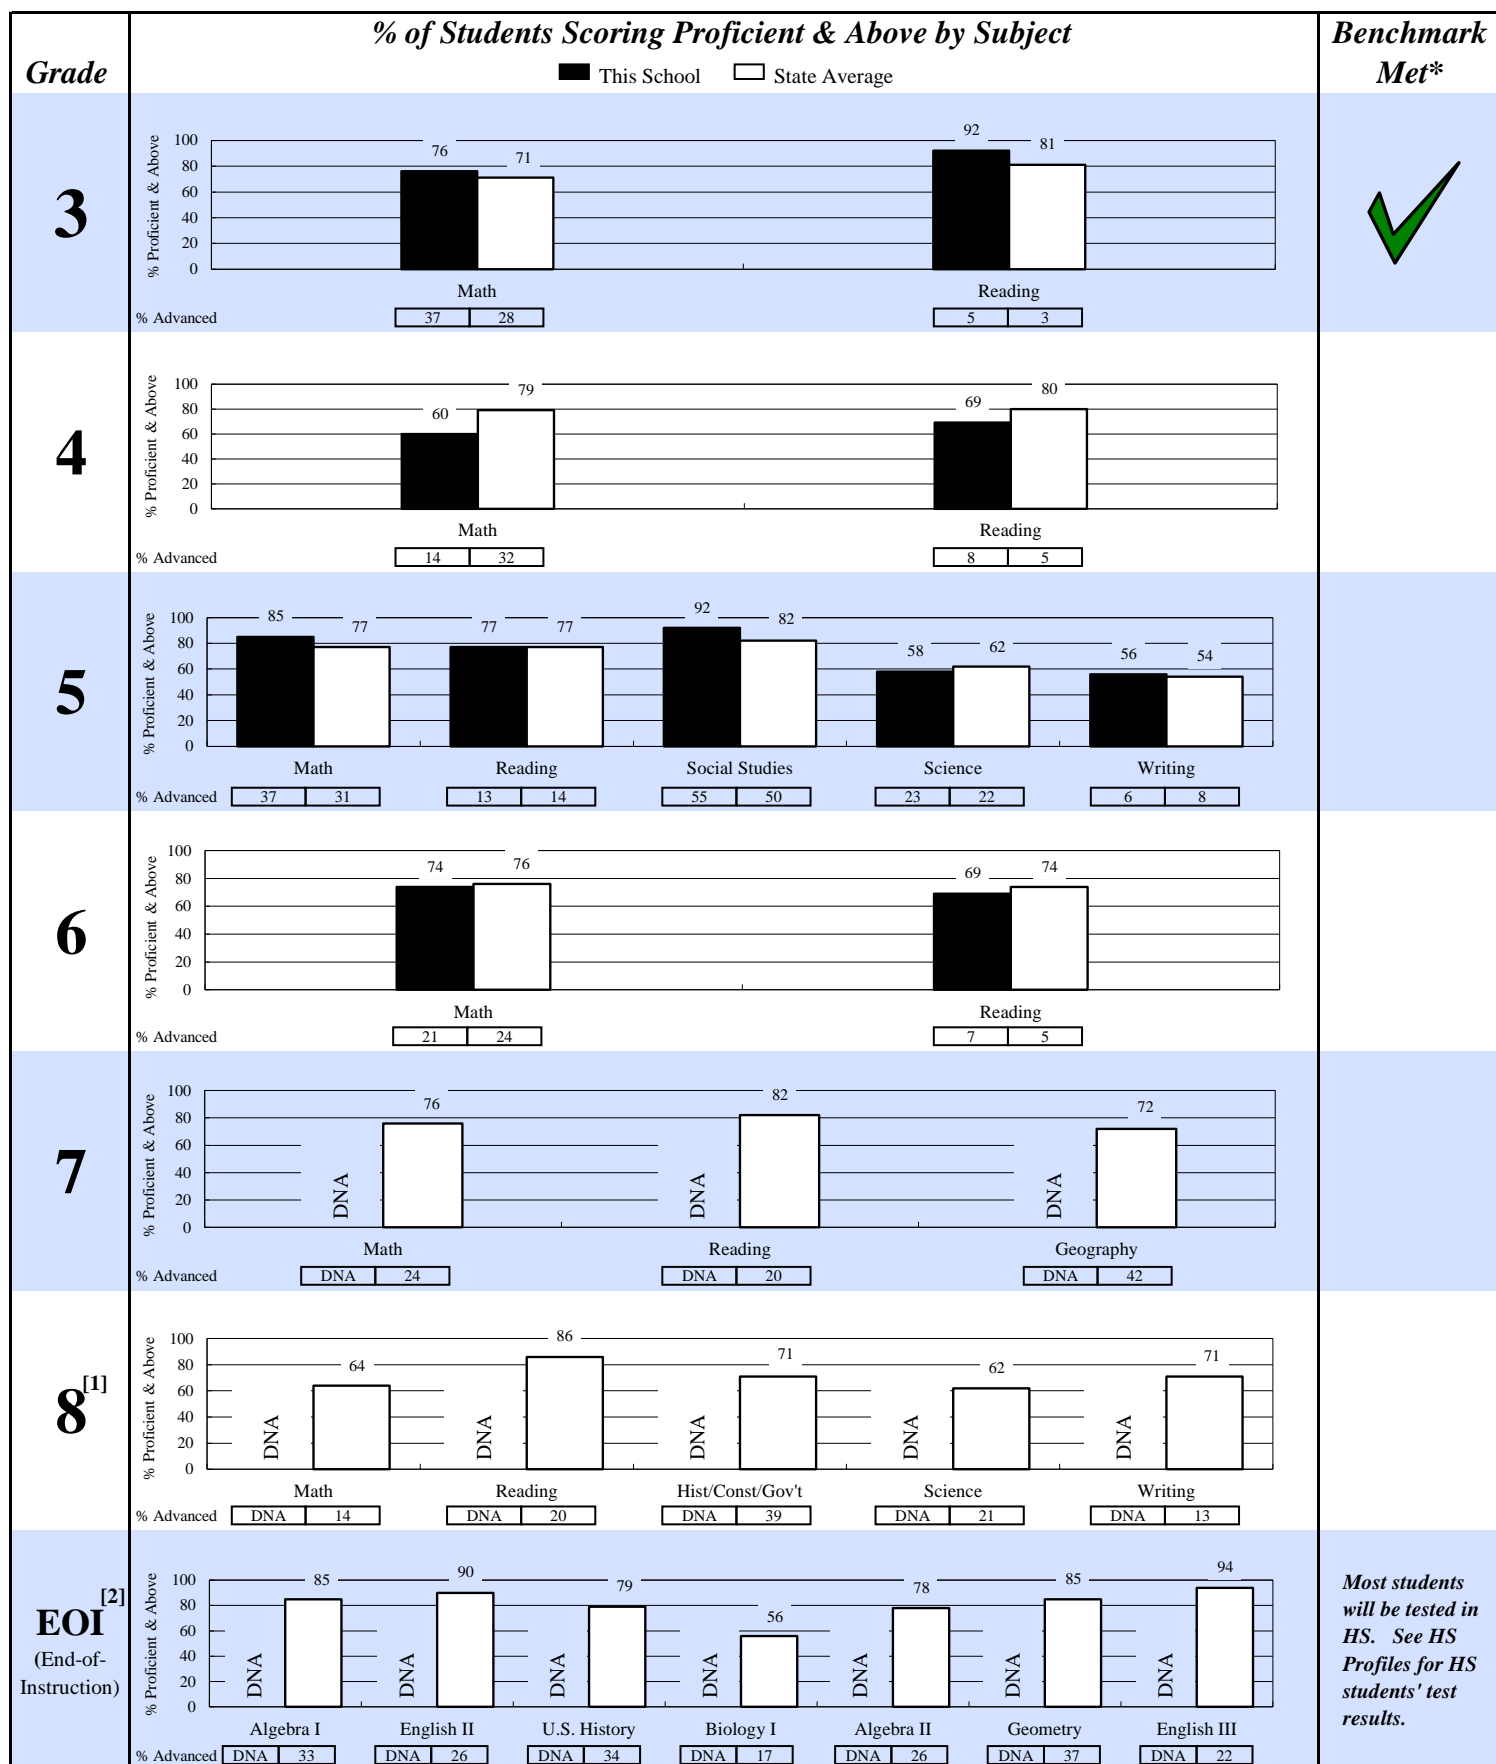 % of Students Scoring Proficient & Above by Subject
Benchmark
Met*
Grade
This School State Average
3
% Proficient & Above
100
80
60
40
20
0
76 71 92 81
Math Reading
% Advanced 37 28 5 3
4
% Proficient & Above
100
80
60
40
20
0
60 79 69 80
Math Reading
% Advanced 14 32 8 5
5
% Proficient & Above
100
80
60
40
20
0
85 77 77 77 92 82 58 62 56 54
Math Reading Social Studies Science Writing
% Advanced 37 31 13 14 55 50 23 22 6 8
6
% Proficient & Above
100
80
60
40
20
0
74 76 69 74
Math Reading
% Advanced 21 24 7 5
7
% Proficient & Above
100
80
60
40
20
0
DNA 76 DNA 82 DNA 72
Math Reading Geography
% Advanced DNA 24 DNA 20 DNA 42
8[1]
% Proficient & Above
100
80
60
40
20
0
DNA 64 DNA 86 DNA 71 DNA 62 DNA 71
Math Reading Hist/Const/Gov't Science Writing
% Advanced DNA 14 DNA 20 DNA 39 DNA 21 DNA 13
EOI[2]
(End-of-
Instruction)
% Proficient & Above
100
80
60
40
20
0
DNA 85 DNA 90 DNA 79 DNA 56 DNA 78 DNA 85 DNA 94
Algebra I English II U.S. History Biology I Algebra II Geometry English III
% Advanced DNA 33 DNA 26 DNA 34 DNA 17 DNA 26 DNA 37 DNA 22
Most students
will be tested in
HS. See HS
Profiles for HS
students' test
results.